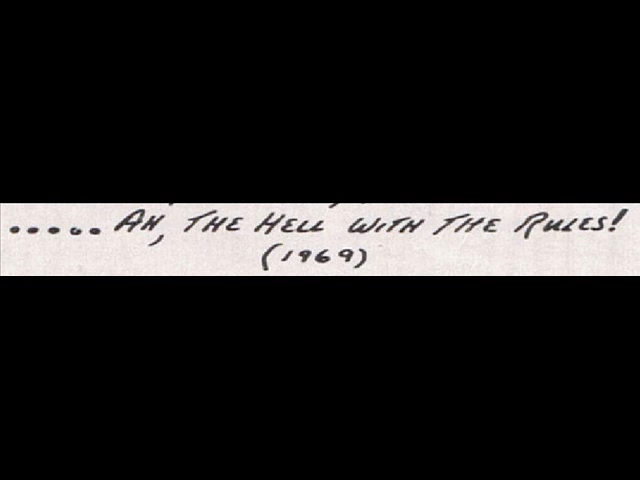 ..... Ah, The Hell with The Rules!
(1969)